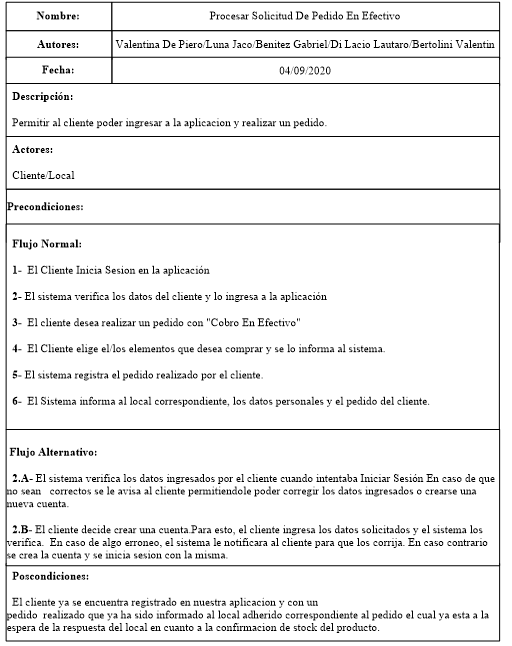 Nombre: Procesar Solicitud De Pedido En Efectivo
Autores: Valentina De Piero/Luna Jaco/Benitez Gabriel/Di Lacio Lautaro/Bertolini Valentin
Fecha: 04/09/2020
Descripción:
Permitir al cliente poder ingresar a la aplicacion y realizar un pedido.
Actores:
Cliente/Local
Precondiciones:
Flujo Normal:
1- El Cliente Inicia Sesion en la aplicación
2- El sistema verifica los datos del cliente y lo ingresa a la aplicación
3- El cliente desea realizar un pedido con "Cobro En Efectivo"
4- El Cliente elige el/los elementos que desea comprar y se lo informa al sistema.
5- El sistema registra el pedido realizado por el cliente.
6- El Sistema informa al local correspondiente, los datos personales y el pedido del cliente.
Flujo Alternativo:
2.A- El sistema verifica los datos ingresados por el cliente cuando intentaba Iniciar Sesión En caso de que
no sean correctos se le avisa al cliente permitiendole poder corregir los datos ingresados o crearse una
nueva cuenta.
2.B- El cliente decide crear una cuenta.Para esto, el cliente ingresa los datos solicitados y el sistema los
verifica. En caso de algo erroneo, el sistema le notificara al cliente para que los corrija. En caso contrario
se crea la cuenta y se inicia sesion con la misma.
Poscondiciones:
El cliente ya se encuentra registrado en nuestra aplicacion y con un
pedido realizado que ya ha sido informado al local adherido correspondiente al pedido el cual ya esta a la
espera de la respuesta del local en cuanto a la confirmacion de stock del producto.